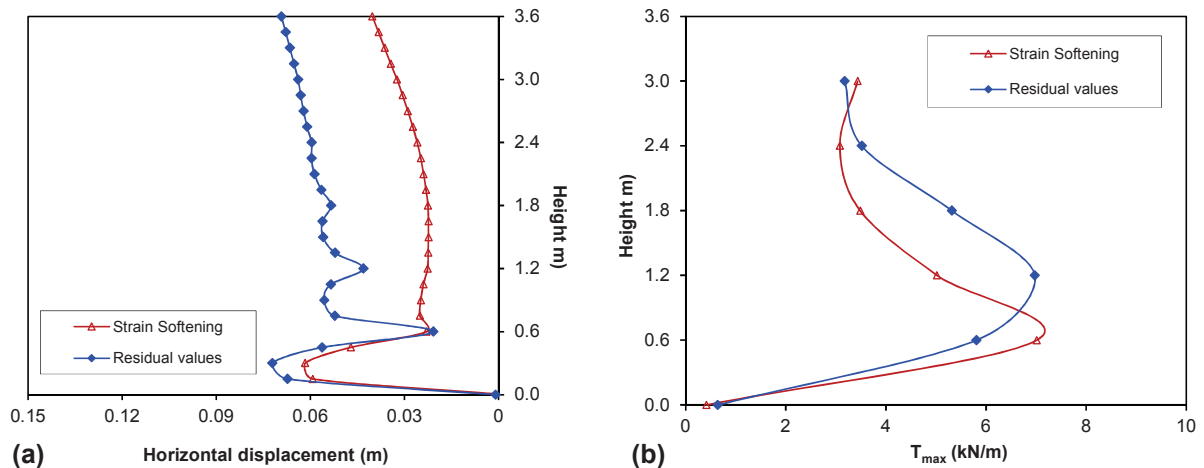 3.6
3.0
2.4
1.8
1.2
0.6
0.0
Height m)
Strain Softening
Residual values
0.15
0.12
0.09
0.06
0.03
0
(a)
Horizontal displacement (m)
3.6
3.0
2.4
1.8
1.2
0.6
0.0
Height m)
Strain Softening
Residual values
0
2
4
6
8
10
(b)
Tmax (kN/m)